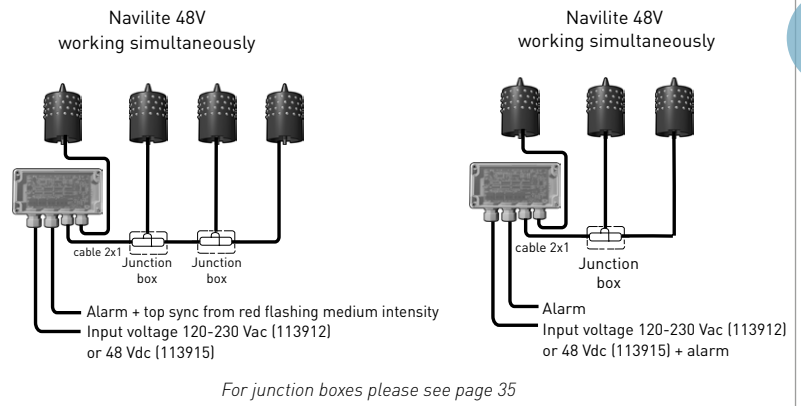 Navilite 48V
working simultaneously
cable 2x1
Junction
box
Junction
box
Alarm + top sync from red flashing medium intensity
Input voltage 120-230 Vac (113912)
or 48 Vdc (113915)
Navilite 48V
working simultaneously
cable 2x1
Junction
box
Alarm
Input voltage 120-230 Vac (113912)
or 48 Vdc (113915) + alarm
For junction boxes please see page 35